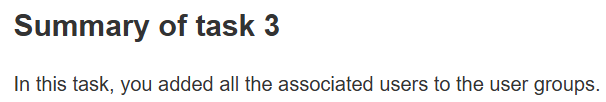 Summary of task 3
In this task, you added all the associated users to the user groups.